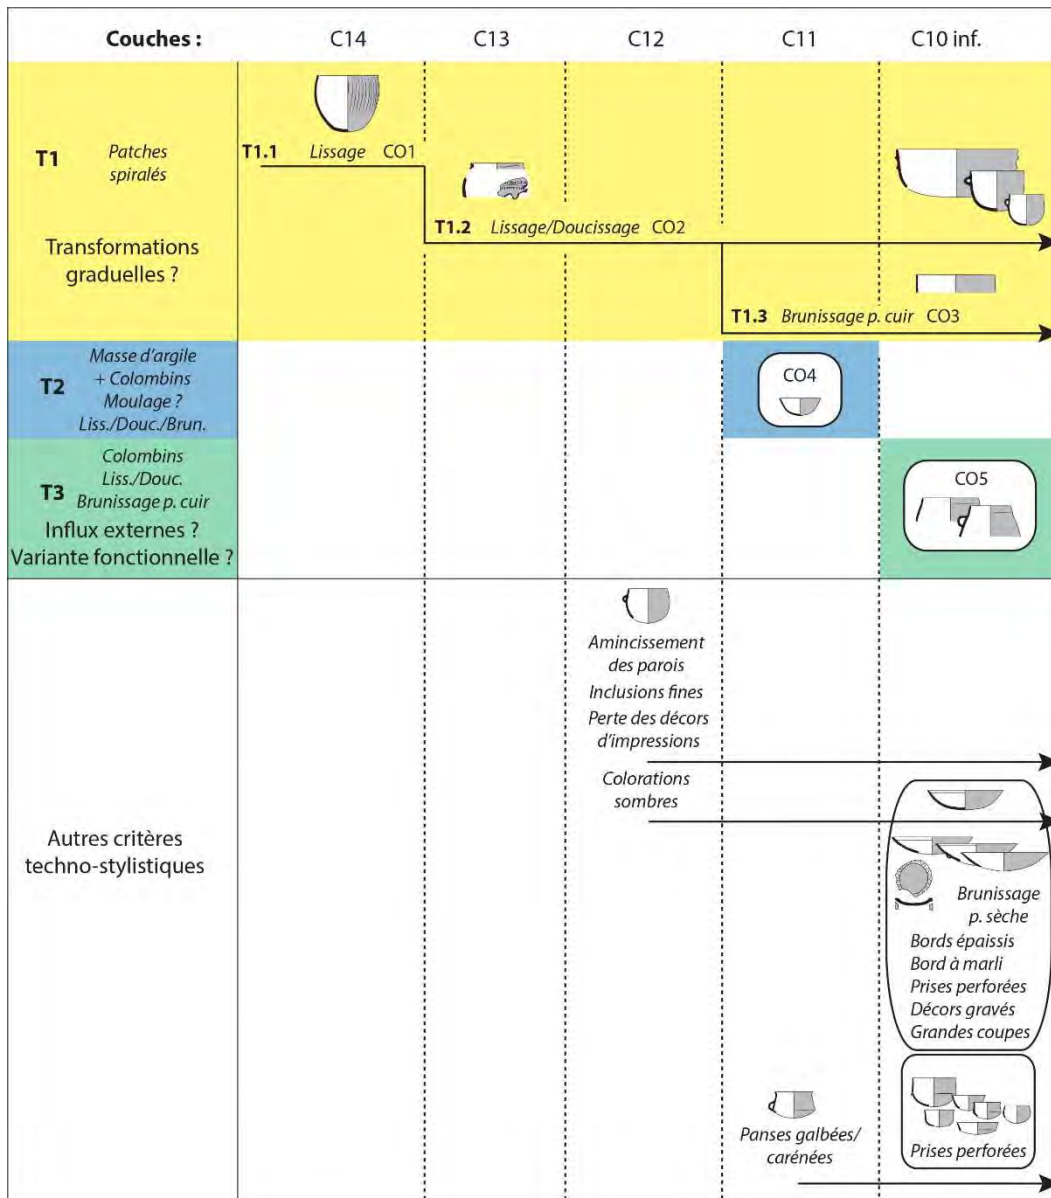 Couches :
C14
C13
C12
C11
C10 inf.
T1
Patches
spiralés
Transformations
graduelles ?
T1.1 Lissage CO1
T1.2 Lissage/Doucissage CO2
T1.3 Brunissage p. cuir CO3
T2
Masse d'argile
+ Colombins
Moulage ?
Liss./Douc./Brun.
CO4
T3
Colombins
Liss./Douc.
Brunissage p. cuir
Influx externes ?
Variante fonctionnelle ?
CO5
Autres critères
techno-stylistiques
Amincissement
des parois
Inclusions fines
Perte des décors
d'impressions
Colorations
sombres
Brunissage
p. sèche
Bords épaissis
Bord à marli
Prises perforées
Décors gravés
Grandes coupes
Panses galbées/
carénées
Prises perforées